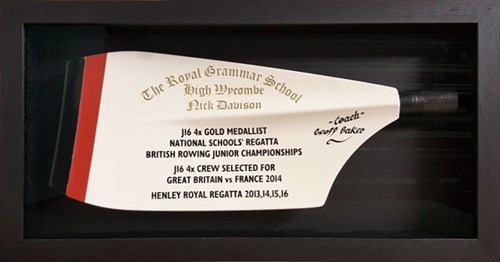 The Royal Grammar School
High Wycombe
Nick Davison
J16 4x GOLD MEDALLIST
NATIONAL SCHOOLS' REGATTA
BRITISH ROWING JUNIOR CHAMPIONSHIPS
J16 4x CREW SELECTED FOR
GREAT BRITAIN vs FRANCE 2014
HENLEY ROYAL REGATTA 2013,14,15,16
-Coach-
Geoff Baker